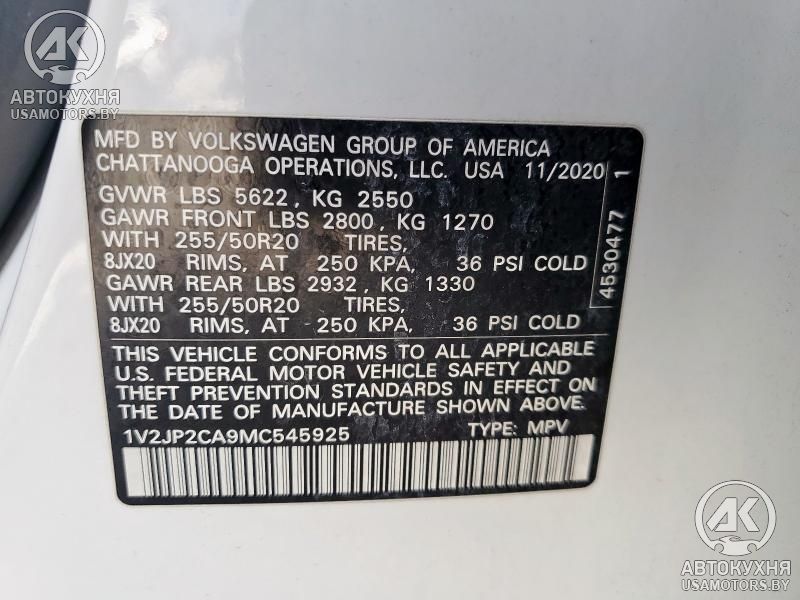 АК
АВТОКУХНЯ
USAMOTORS.BY
MFD BY VOLKSWAGEN GROUP OF AMERICA
CHATTANOOGA OPERATIONS, LLC. USA 11/2020
GVWR LBS 5622, KG 2550
GAWR FRONT LBS 2800, KG 1270
WITH 255/50R20 TIRES,
8JX20 RIMS, AT 250 KPA, 36 PSI COLD
GAWR REAR LBS 2932, KG 1330
WITH 255/50R20 TIRES,
8JX20 RIMS, AT 250 KPA, 36 PSI COLD
THIS VEHICLE CONFORMS TO ALL APPLICABLE
U.S. FEDERAL MOTOR VEHICLE SAFETY AND
THEFT PREVENTION STANDARDS IN EFFECT ON
THE DATE OF MANUFACTURE SHOWN ABOVE.
1V2JP2CA9MC545925 TYPE: MPV
4530477 1
АК
АВТОКУХНЯ
USAMOTORS.BY